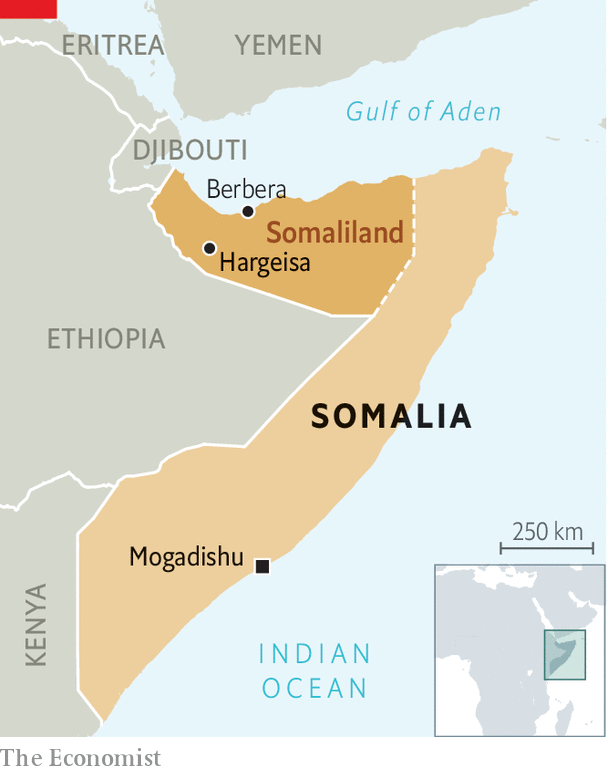 ERITREA
YEMEN
Gulf of Aden
DJIBOUTI
Berbera
Somaliland
Hargeisa
ETHIOPIA
SOMALIA
250 km
Mogadishu
KENYA
INDIAN
OCEAN
The Economist